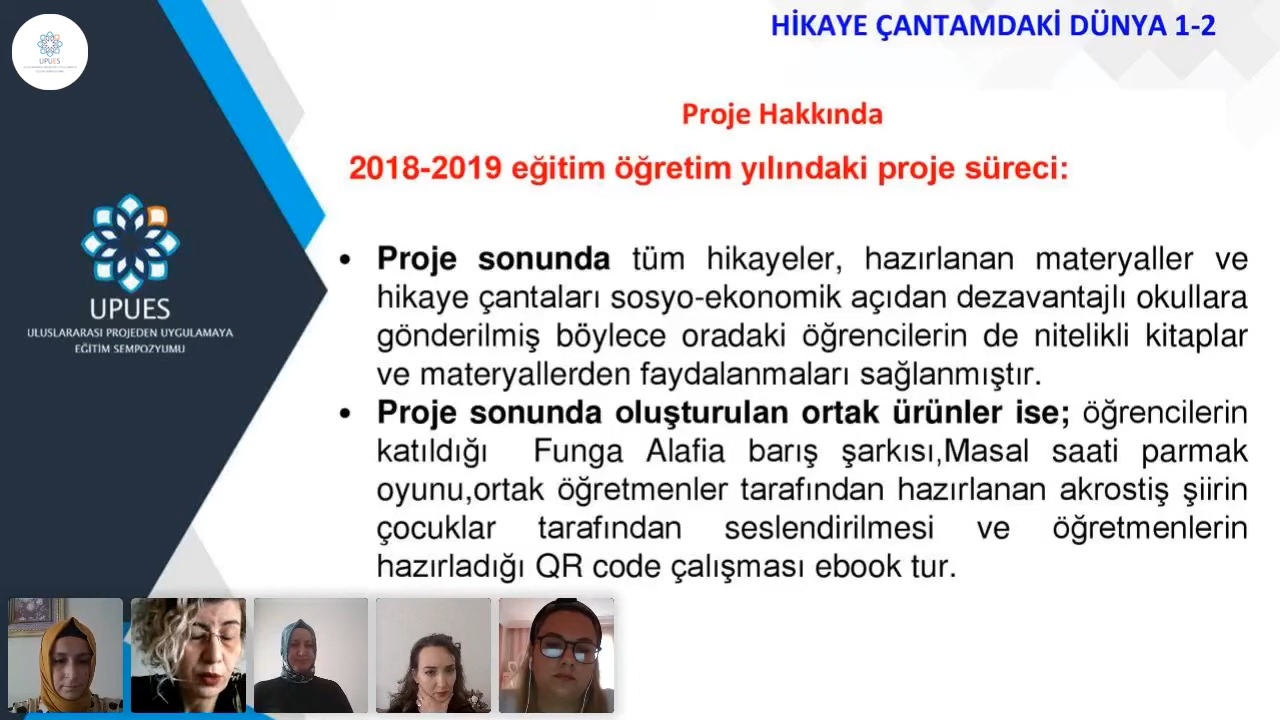 HİKAYE ÇANTAMDAKİ DÜNYA 1-2
UPUES
Proje Hakkında
2018-2019 eğitim öğretim yılındaki proje süreci:
• Proje sonunda tüm hikayeler, hazırlanan materyaller ve
hikaye çantaları sosyo-ekonomik açıdan dezavantajlı okullara
gönderilmiş böylece oradaki öğrencilerin de nitelikli kitaplar
ve materyallerden faydalanmaları sağlanmıştır.
• Proje sonunda oluşturulan ortak ürünler ise; öğrencilerin
katıldığı Funga Alafia barış şarkısı,Masal saati parmak
oyunu,ortak öğretmenler tarafından hazırlanan akrostiş şiirin
çocuklar tarafından seslendirilmesi ve öğretmenlerin
hazırladığı QR code çalışması ebook tur.
UPUES
ULUSLARARASI PROJEDEN UYGULAMAYA
EĞİTİM SEMPOZYUMU